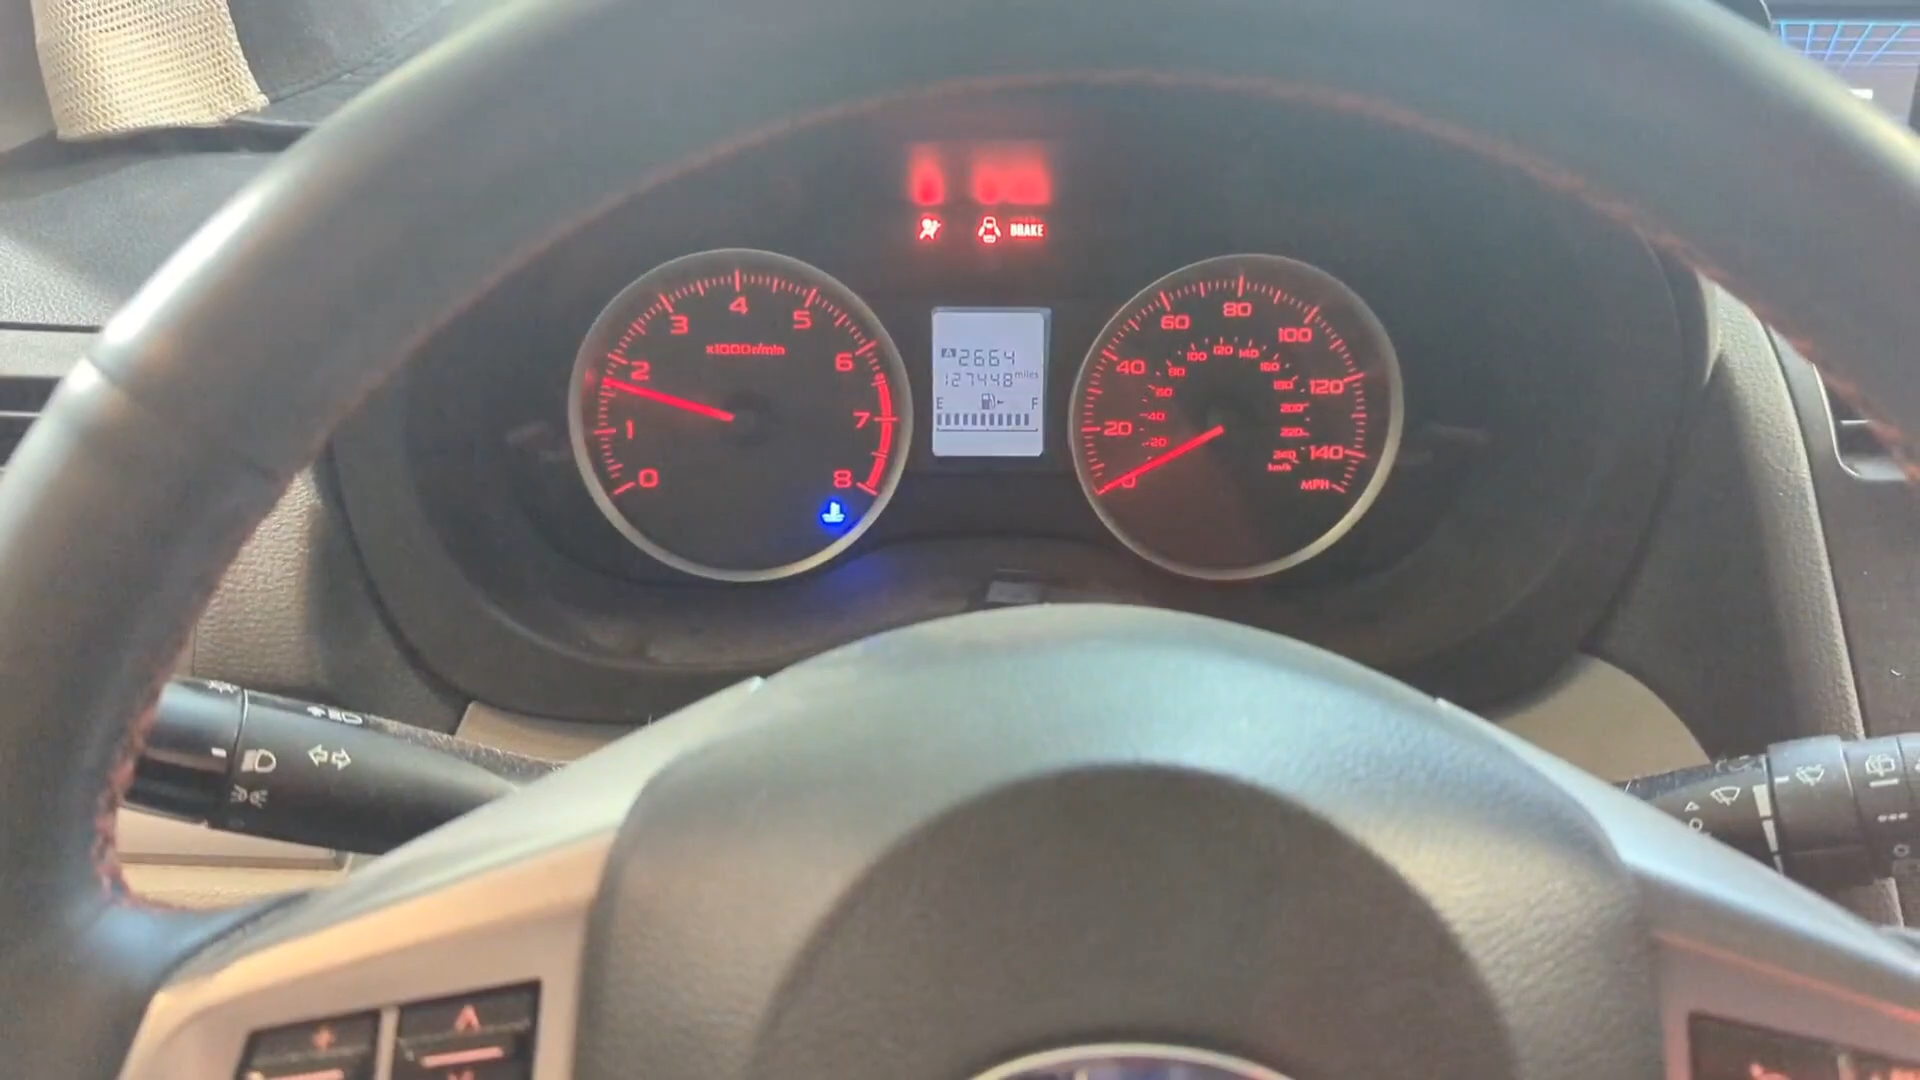 BRAKE
0 1 2 3 4 5 6 7 8
x1000r/min
A 2664
127448 miles
E F
0 20 40 60 80 100 120 140
MPH
20 40 60 80 100 120 140 160 180 200 220 240
km/h